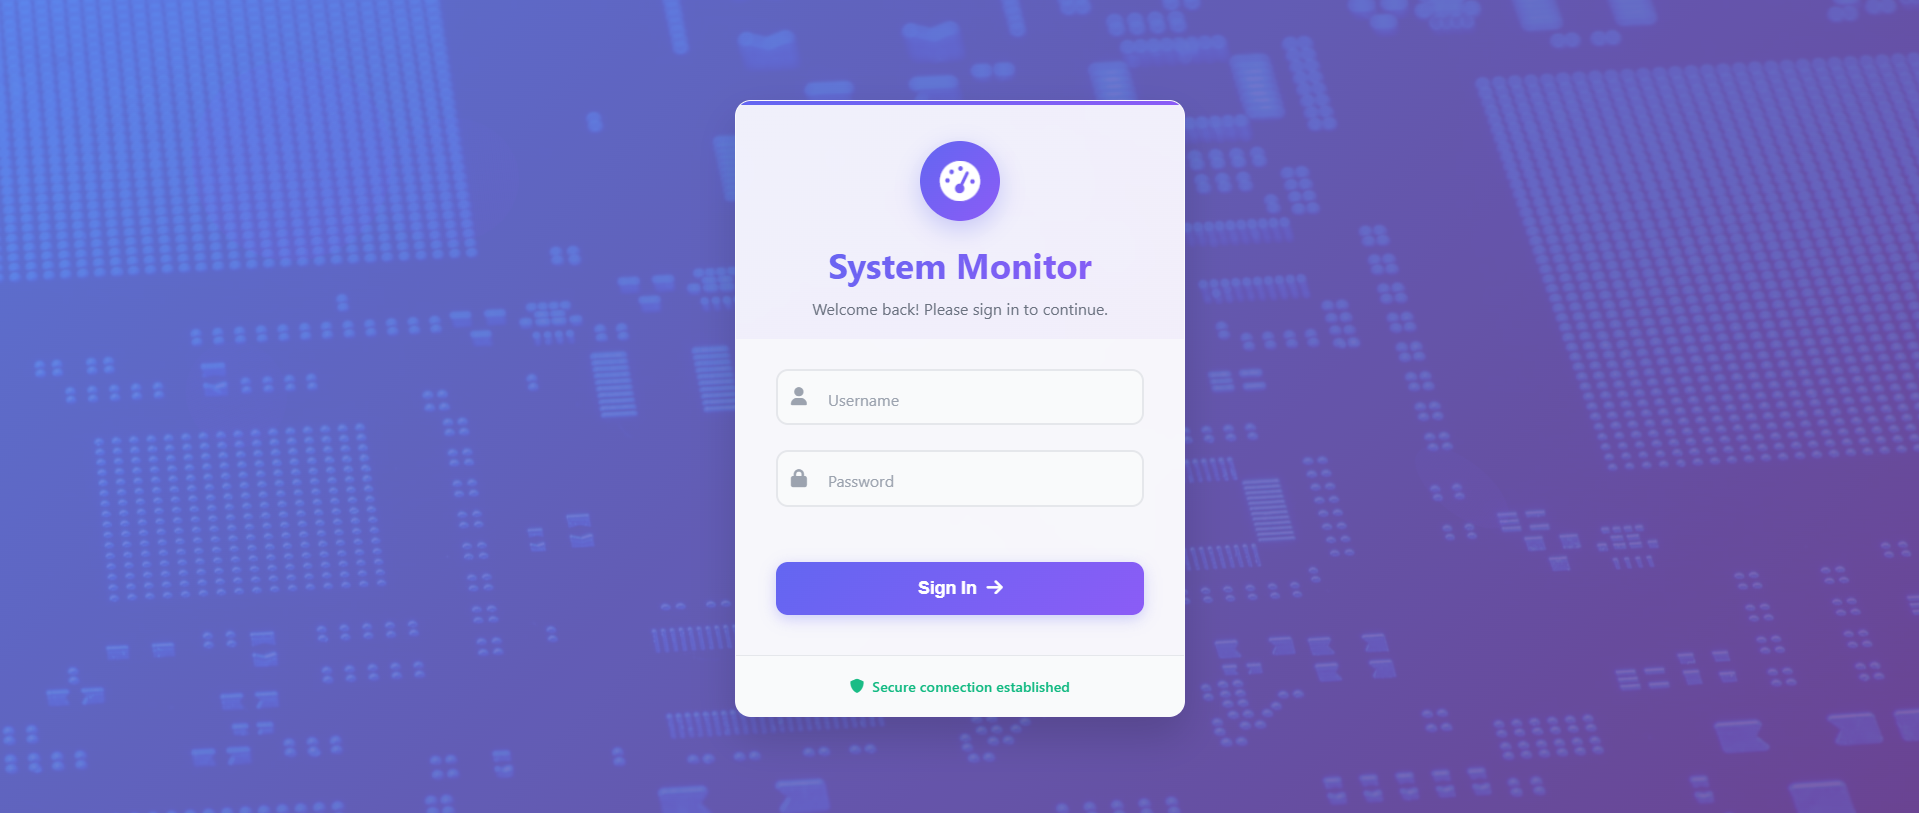 System Monitor
Welcome back! Please sign in to continue.
Username
Password
Sign In
Secure connection established